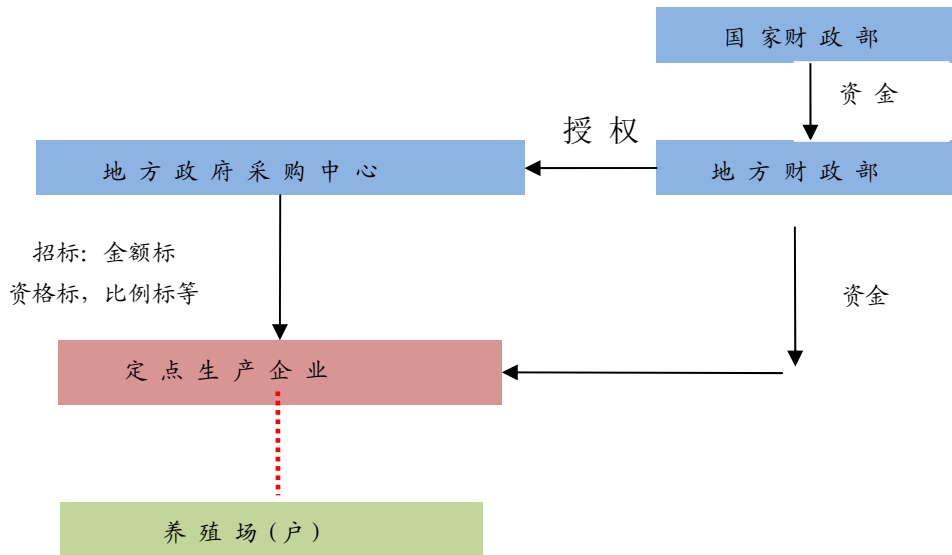 国家财政部
资金
授权
地方政府采购中心
地方财政部
招标：金额标
资格标，比例标等
资金
定点生产企业
养殖场(户)